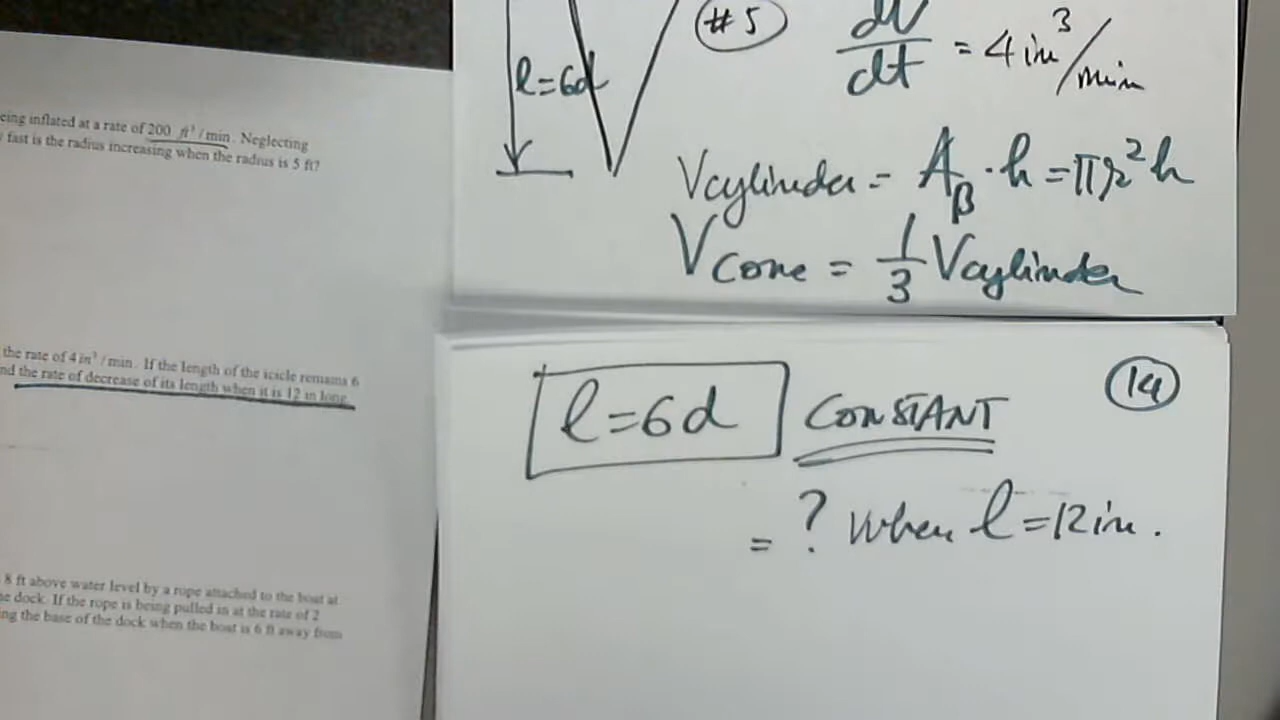 eing inflated at a rate of 200 ft³/min. Neglecting
fast is the radius increasing when the radius is 5 ft?
the rate of 4 in³/min. If the length of the icicle remains 6
nd the rate of decrease of its length when it is 12 in long.
8 ft above water level by a rope attached to the boat at
he dock. If the rope is being pulled in at the rate of 2
ing the base of the dock when the boat is 6 ft away from
l=6d
#5
dV/dt = 4 in³/min
Vcylinder = A_B · h = πr²h
Vcone = 1/3 Vcylinder
14
l=6d CONSTANT
= ? When l=12in.